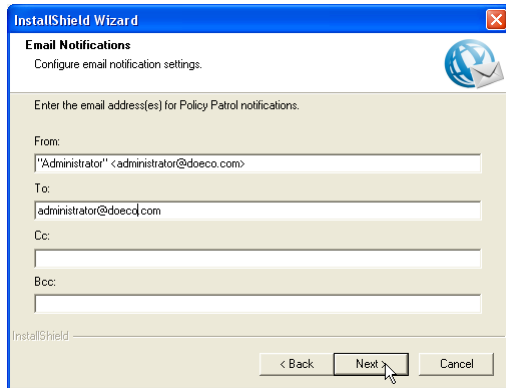 InstallShield Wizard
Email Notifications
Configure email notification settings.
Enter the email address(es) for Policy Patrol notifications.
From:
"Administrator" <administrator@doeco.com>
To:
administrator@doeco.com
Cc:
Bcc:
InstallShield
< Back
Next >
Cancel